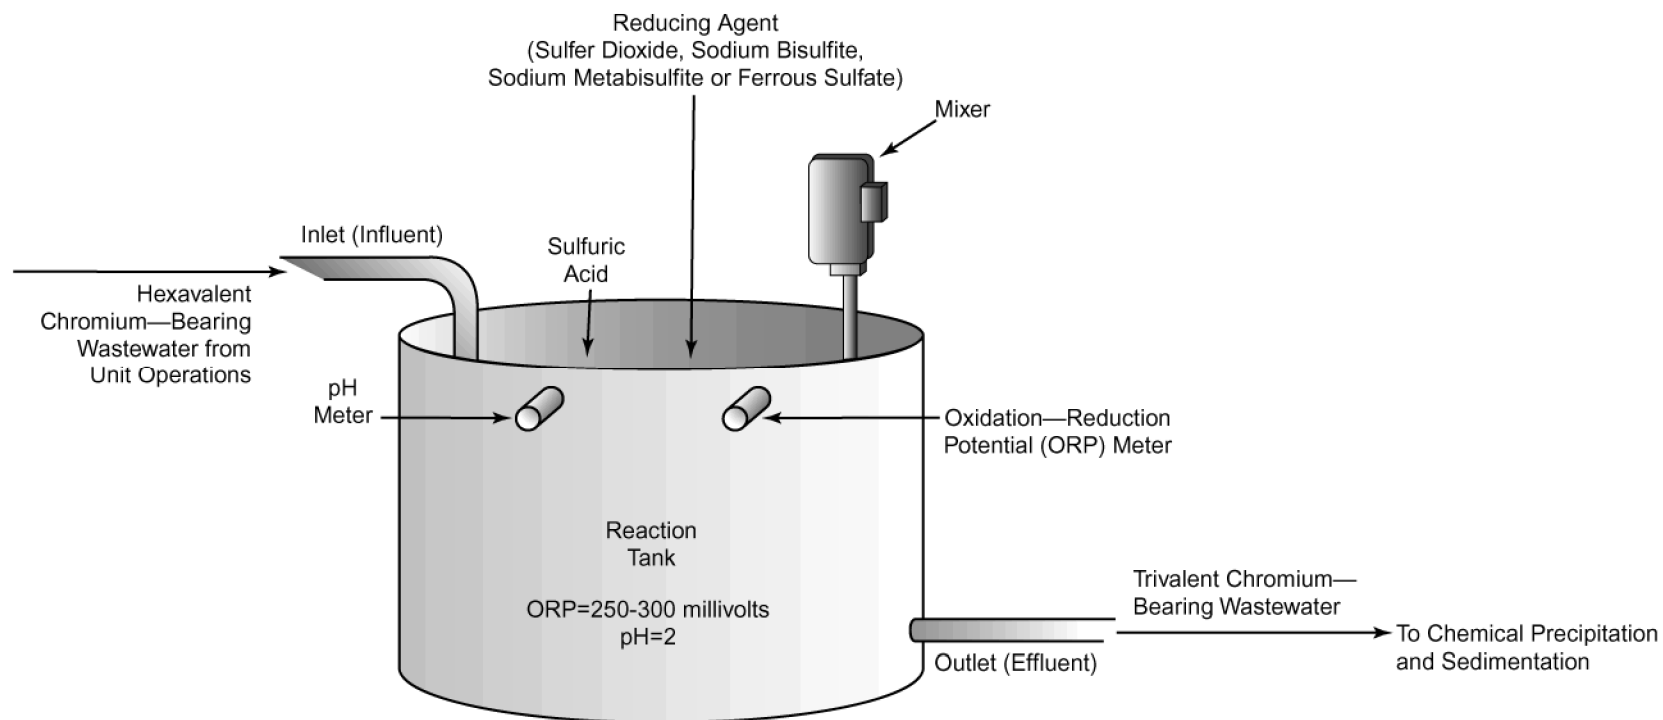 Reducing Agent
(Sulfer Dioxide, Sodium Bisulfite,
Sodium Metabisulfite or Ferrous Sulfate)
Mixer
Inlet (Influent)
Sulfuric
Acid
Hexavalent
Chromium—Bearing
Wastewater from
Unit Operations
pH
Meter
Oxidation—Reduction
Potential (ORP) Meter
Reaction
Tank
ORP=250-300 millivolts
pH=2
Trivalent Chromium—
Bearing Wastewater
To Chemical Precipitation
and Sedimentation
Outlet (Effluent)